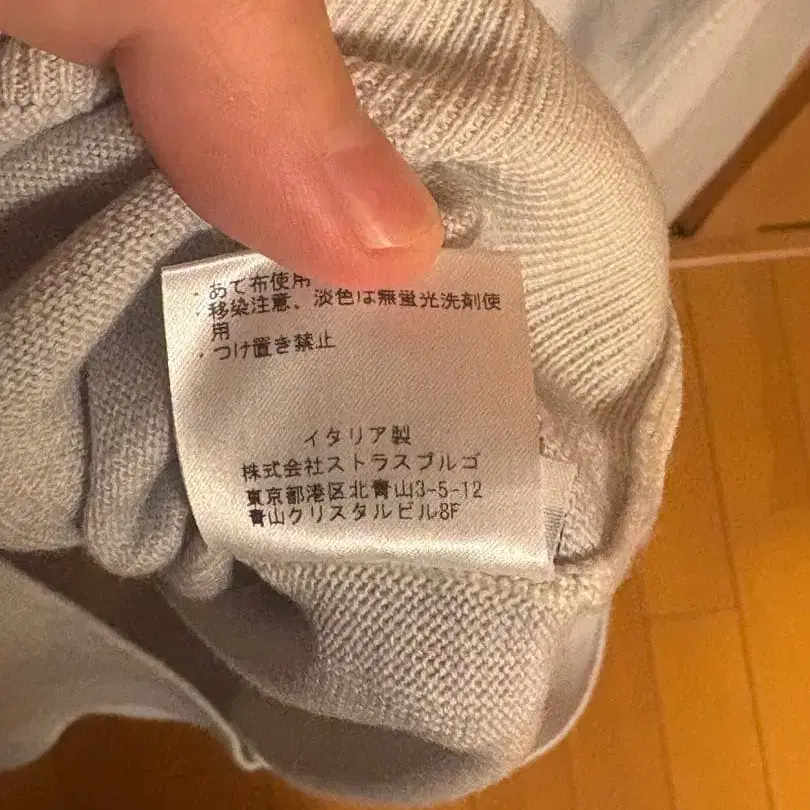 ・あて布使用
・移染注意、淡色は無蛍光洗剤使
用
・つけ置き禁止
イタリア製
株式会社ストラスブルゴ
東京都港区北青山3-5-12
青山クリスタルビル8F